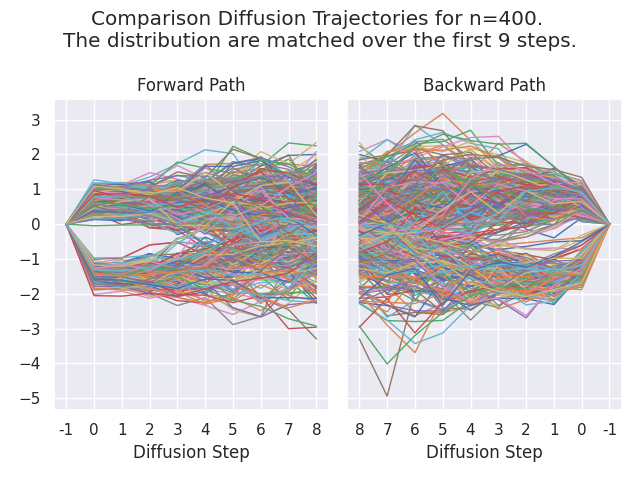 Comparison Diffusion Trajectories for n=400.
The distribution are matched over the first 9 steps.
Forward Path
Backward Path
3
2
1
0
−1
−2
−3
−4
−5
-1 0 1 2 3 4 5 6 7 8
8 7 6 5 4 3 2 1 0 -1
Diffusion Step
Diffusion Step